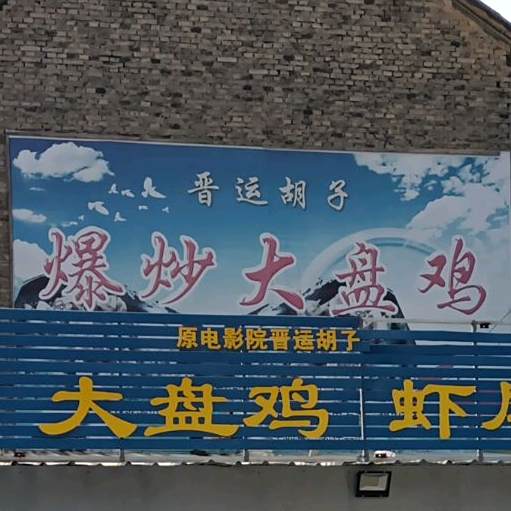 晋运胡子
爆炒大盘鸡
原电影院晋运胡子
大盘鸡 虾